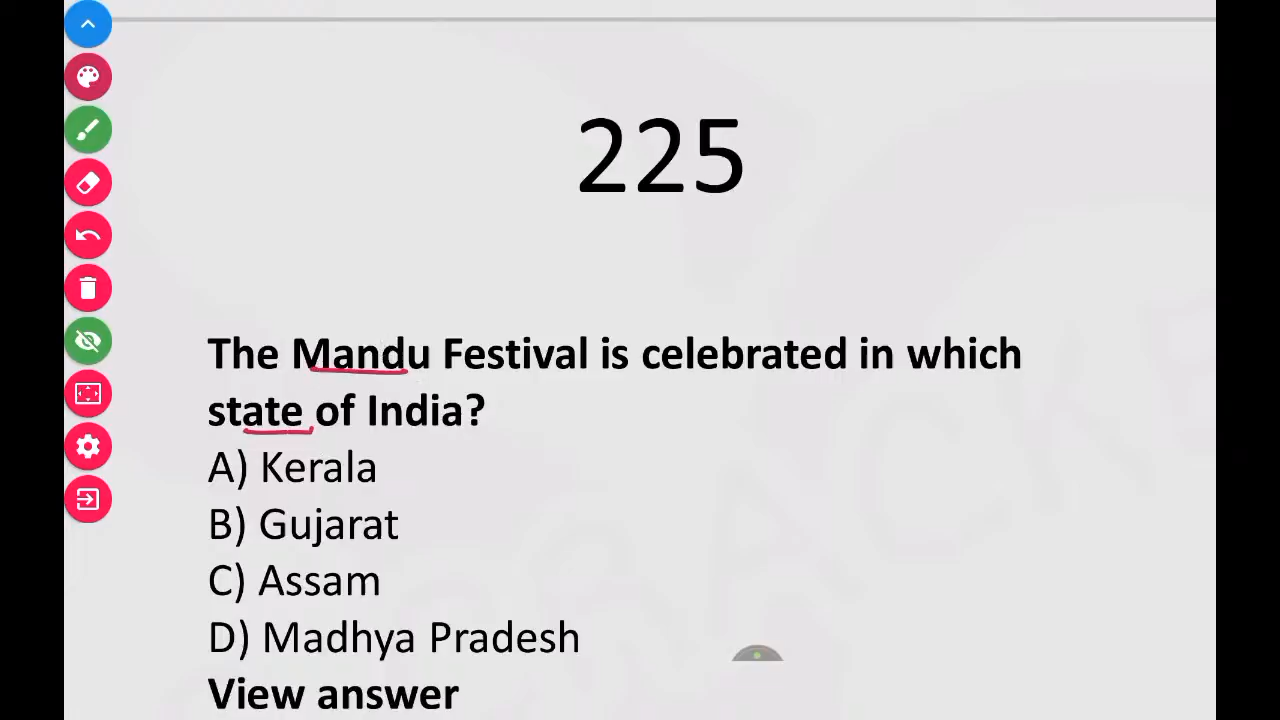 225
The Mandu Festival is celebrated in which
state of India?
A) Kerala
B) Gujarat
C) Assam
D) Madhya Pradesh
View answer